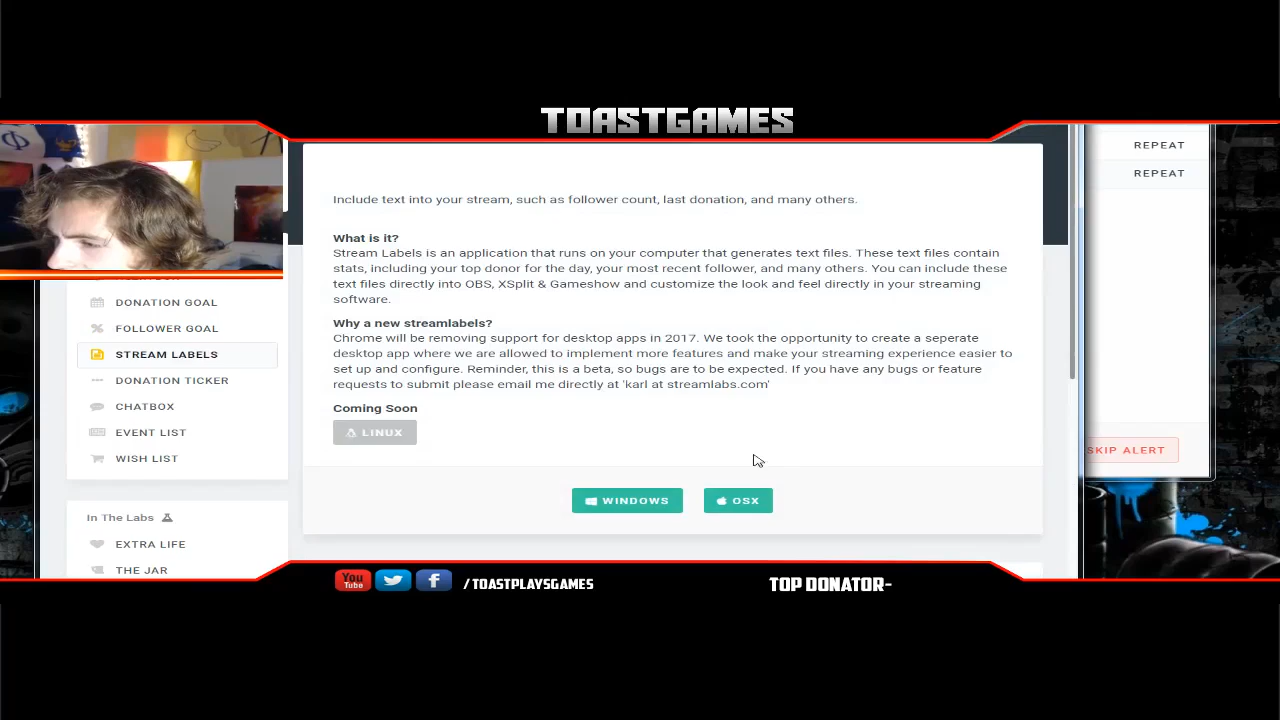 TOASTGAMES
REPEAT
REPEAT
Include text into your stream, such as follower count, last donation, and many others.
What is it?
Stream Labels is an application that runs on your computer that generates text files. These text files contain
stats, including your top donor for the day, your most recent follower, and many others. You can include these
text files directly into OBS, XSplit & Gameshow and customize the look and feel directly in your streaming
software.
Why a new streamlabels?
Chrome will be removing support for desktop apps in 2017. We took the opportunity to create a seperate
desktop app where we are allowed to implement more features and make your streaming experience easier to
set up and configure. Reminder, this is a beta, so bugs are to be expected. If you have any bugs or feature
requests to submit please email me directly at 'karl at streamlabs.com'
Coming Soon
LINUX
WINDOWS
OSX
DONATION GOAL
FOLLOWER GOAL
STREAM LABELS
DONATION TICKER
CHATBOX
EVENT LIST
WISH LIST
In The Labs
EXTRA LIFE
THE JAR
SKIP ALERT
You
Tube
/TOASTPLAYSGAMES
TOP DONATOR-